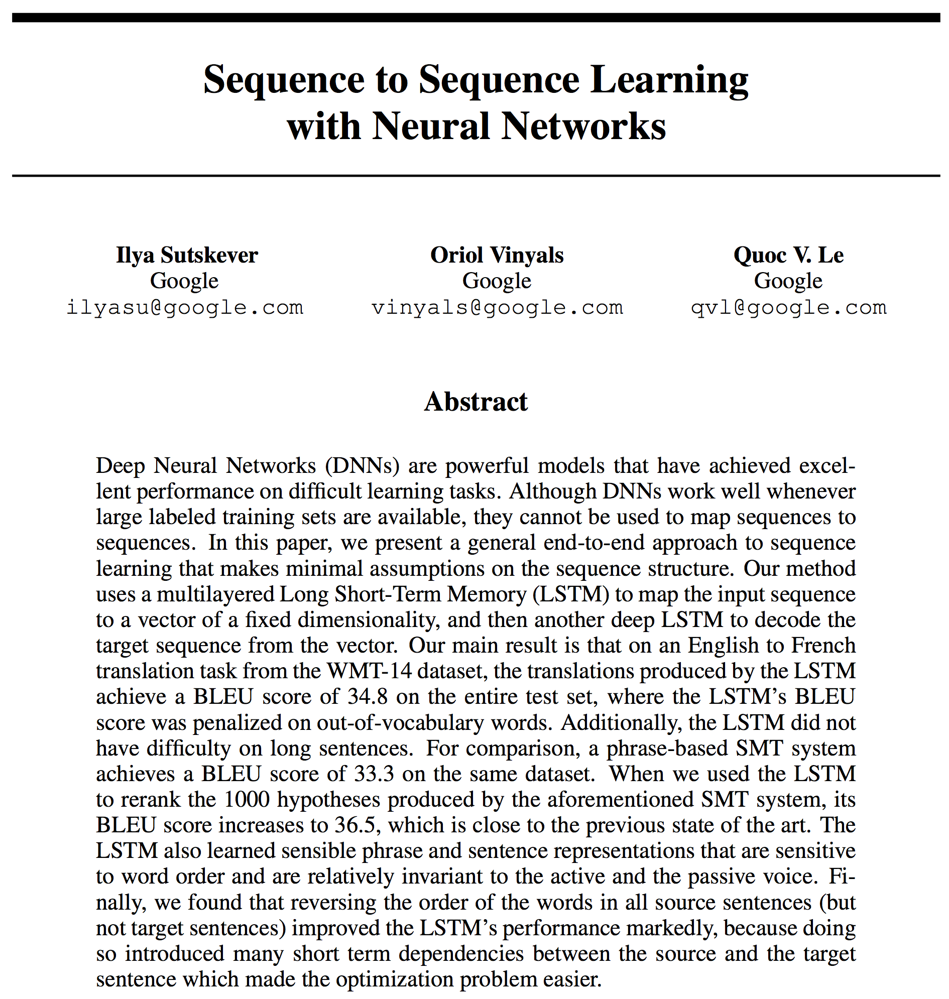 Sequence to Sequence Learning
with Neural Networks
Ilya Sutskever
Google
ilyasu@google.com
Oriol Vinyals
Google
vinyals@google.com
Quoc V. Le
Google
qvl@google.com
Abstract
Deep Neural Networks (DNNs) are powerful models that have achieved excel-
lent performance on difficult learning tasks. Although DNNs work well whenever
large labeled training sets are available, they cannot be used to map sequences to
sequences. In this paper, we present a general end-to-end approach to sequence
learning that makes minimal assumptions on the sequence structure. Our method
uses a multilayered Long Short-Term Memory (LSTM) to map the input sequence
to a vector of a fixed dimensionality, and then another deep LSTM to decode the
target sequence from the vector. Our main result is that on an English to French
translation task from the WMT-14 dataset, the translations produced by the LSTM
achieve a BLEU score of 34.8 on the entire test set, where the LSTM's BLEU
score was penalized on out-of-vocabulary words. Additionally, the LSTM did not
have difficulty on long sentences. For comparison, a phrase-based SMT system
achieves a BLEU score of 33.3 on the same dataset. When we used the LSTM
to rerank the 1000 hypotheses produced by the aforementioned SMT system, its
BLEU score increases to 36.5, which is close to the previous state of the art. The
LSTM also learned sensible phrase and sentence representations that are sensitive
to word order and are relatively invariant to the active and the passive voice. Fi-
nally, we found that reversing the order of the words in all source sentences (but
not target sentences) improved the LSTM's performance markedly, because doing
so introduced many short term dependencies between the source and the target
sentence which made the optimization problem easier.